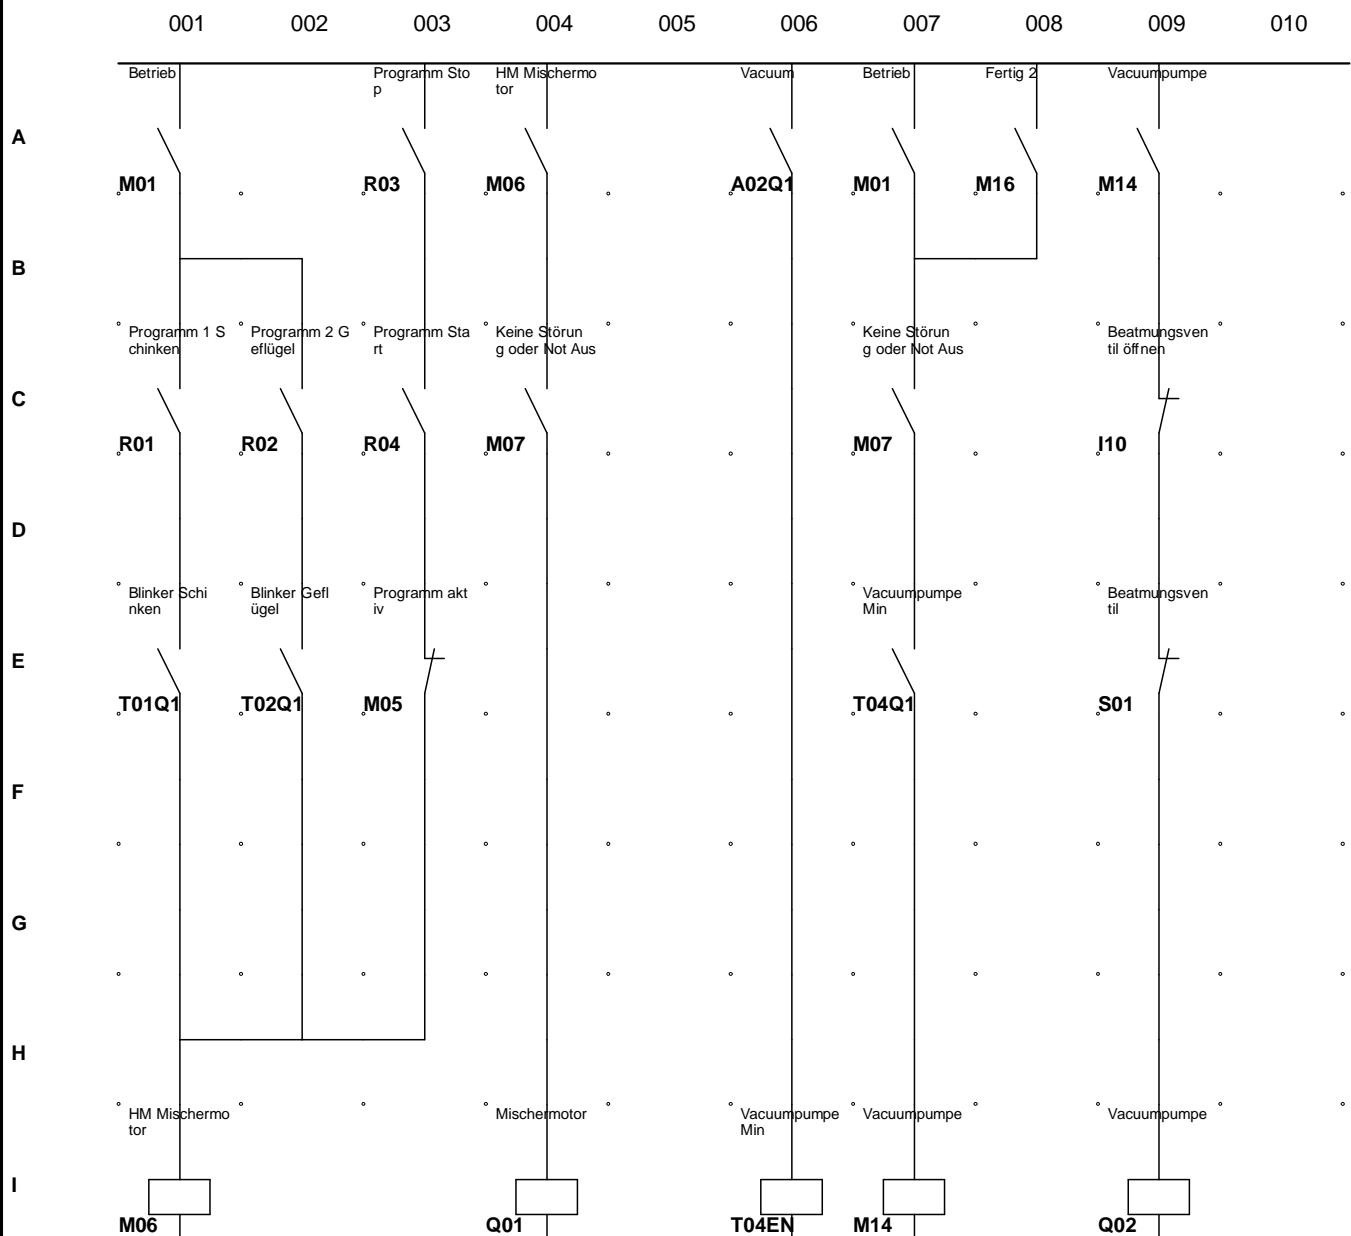 001 002 003 004 005 006 007 008 009 010
Betrieb Programm Sto HM Mischermo Vacuum Betrieb Fertig 2 Vacuumpumpe
p tor
A
M01 R03 M06 A02Q1 M01 M16 M14
B
Programm 1 S Programm 2 G Programm Sta Keine Störun Keine Störun Beatmungsven
chinken eflügel rt g oder Not Aus g oder Not Aus til öffnen
C
R01 R02 R04 M07 M07 I10
D
Blinker Schi Blinker Gefl Programm akt Vacuumpumpe Beatmungsven
nken ügel iv Min til
E
T01Q1 T02Q1 M05 T04Q1 S01
F
G
H
HM Mischermo Mischermotor Vacuumpumpe Vacuumpumpe Vacuumpumpe
tor Min
I
M06 Q01 T04EN M14 Q02